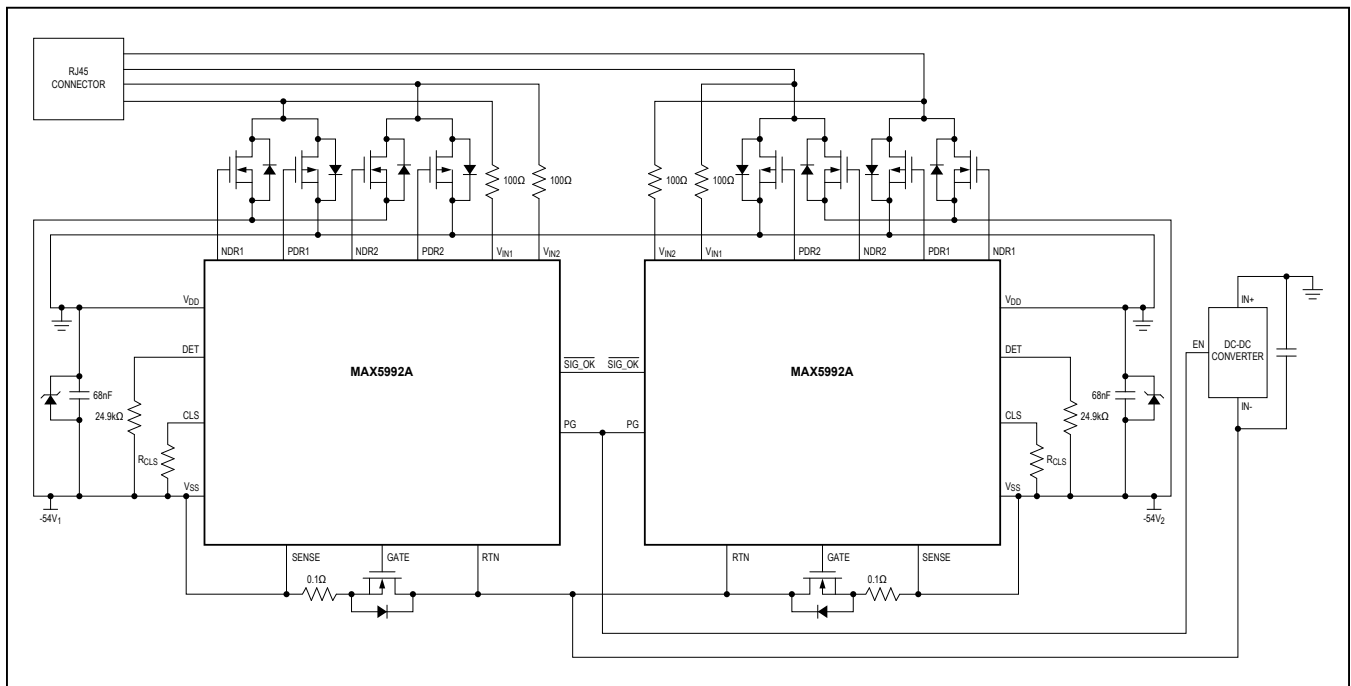 RJ45
CONNECTOR
100Ω
100Ω
100Ω
100Ω
NDR1
PDR1
NDR2
PDR2
VIN1
VIN2
VIN2
VIN1
PDR2
NDR2
PDR1
NDR1
VDD
DET
CLS
VSS
MAX5992A
SIG_OK
SIG_OK
PG
PG
MAX5992A
VDD
DET
CLS
VSS
68nF
24.9kΩ
RCLS
-54V1
68nF
24.9kΩ
RCLS
-54V2
IN+
EN
DC-DC
CONVERTER
IN-
SENSE
GATE
RTN
0.1Ω
RTN
GATE
SENSE
0.1Ω